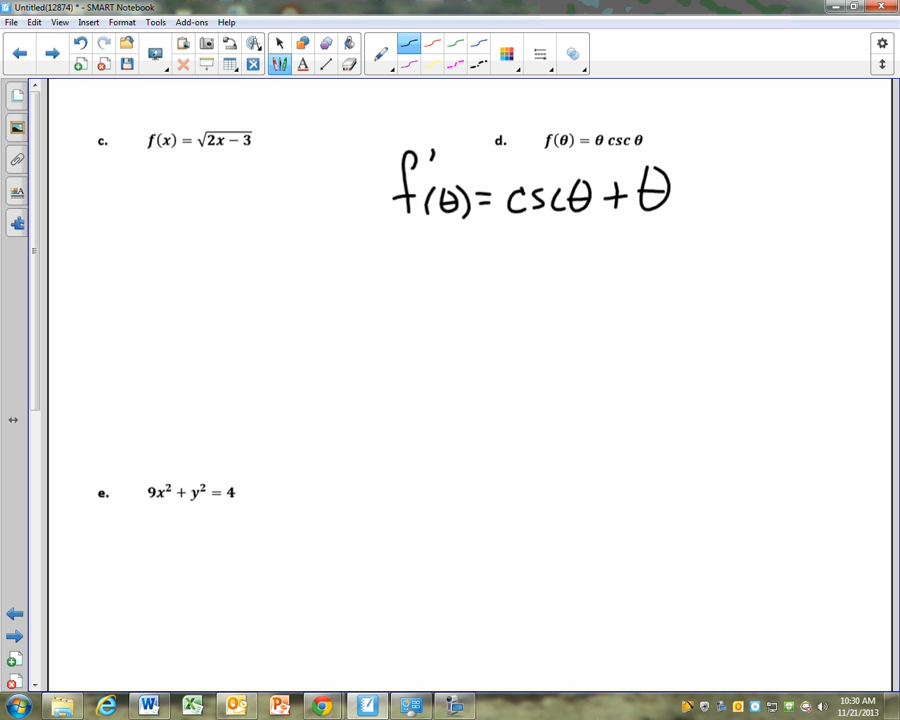 Untitled(12874) * - SMART Notebook
File Edit View Insert Format Tools Add-ons Help
c. f(x) = √(2x − 3)
d. f(θ) = θ csc θ
f'(θ) = cscθ + θ
e. 9x² + y² = 4
10:30 AM
11/21/2013